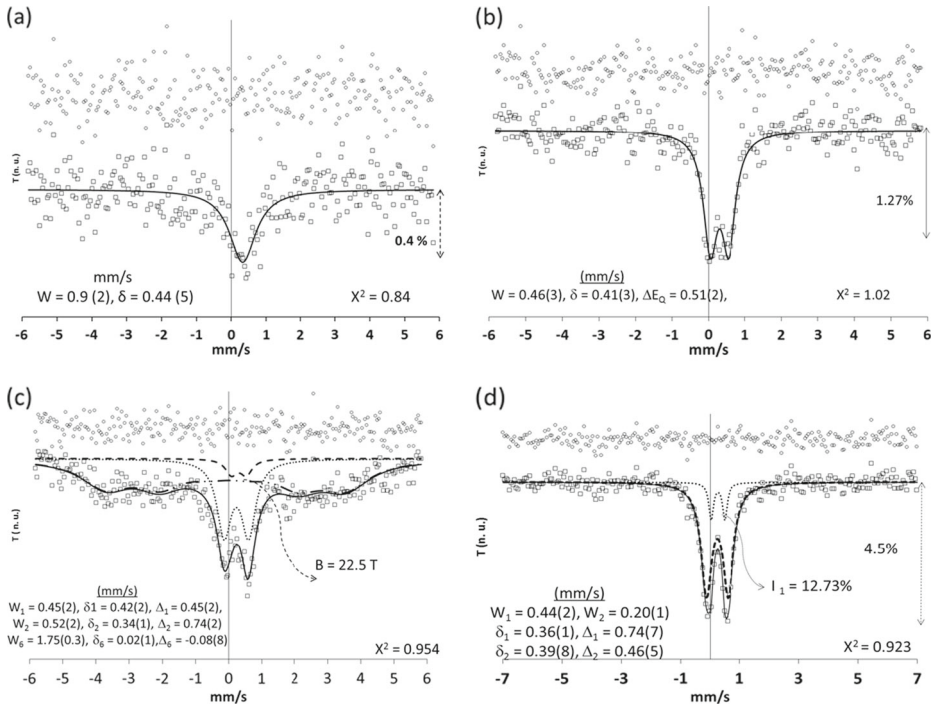 (a)
T (n. u.)
0.4 %
mm/s
W = 0.9 (2), δ = 0.44 (5)
X² = 0.84
-6 -5 -4 -3 -2 -1 0 1 2 3 4 5 6
mm/s
(b)
T (n. u.)
1.27%
(mm/s)
W = 0.46(3), δ = 0.41(3), ΔE_Q = 0.51(2),
X² = 1.02
-6 -5 -4 -3 -2 -1 0 1 2 3 4 5 6
mm/s
(c)
T (n. u.)
B = 22.5 T
(mm/s)
W₁ = 0.45(2), δ1 = 0.42(2), Δ₁ = 0.45(2),
W₂ = 0.52(2), δ₂ = 0.34(1), Δ₂ = 0.74(2)
W₆ = 1.75(0.3), δ₆ = 0.02(1),Δ₆ = -0.08(8)
X² = 0.954
-6 -5 -4 -3 -2 -1 0 1 2 3 4 5 6
mm/s
(d)
T (n. u.)
4.5%
I₁ = 12.73%
(mm/s)
W₁ = 0.44(2), W₂ = 0.20(1)
δ₁ = 0.36(1), Δ₁ = 0.74(7)
δ₂ = 0.39(8), Δ₂ = 0.46(5)
X² = 0.923
-7 -5 -3 -1 1 3 5 7
mm/s